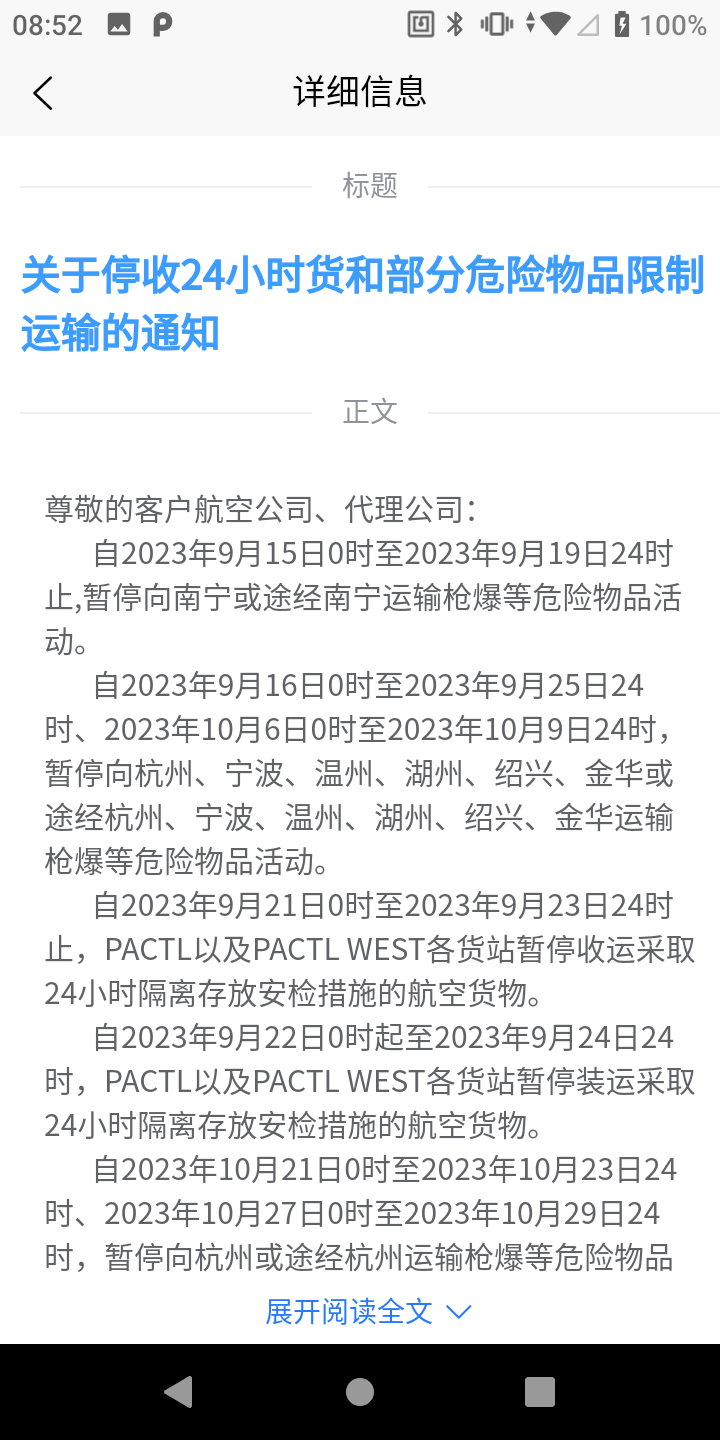 08:52
100%
详细信息
标题
关于停收24小时货和部分危险物品限制
运输的通知
正文
尊敬的客户航空公司、代理公司：
自2023年9月15日0时至2023年9月19日24时
止,暂停向南宁或途经南宁运输枪爆等危险物品活
动。
自2023年9月16日0时至2023年9月25日24
时、2023年10月6日0时至2023年10月9日24时，
暂停向杭州、宁波、温州、湖州、绍兴、金华或
途经杭州、宁波、温州、湖州、绍兴、金华运输
枪爆等危险物品活动。
自2023年9月21日0时至2023年9月23日24时
止，PACTL以及PACTL WEST各货站暂停收运采取
24小时隔离存放安检措施的航空货物。
自2023年9月22日0时起至2023年9月24日24
时，PACTL以及PACTL WEST各货站暂停装运采取
24小时隔离存放安检措施的航空货物。
自2023年10月21日0时至2023年10月23日24
时、2023年10月27日0时至2023年10月29日24
时，暂停向杭州或途经杭州运输枪爆等危险物品
展开阅读全文